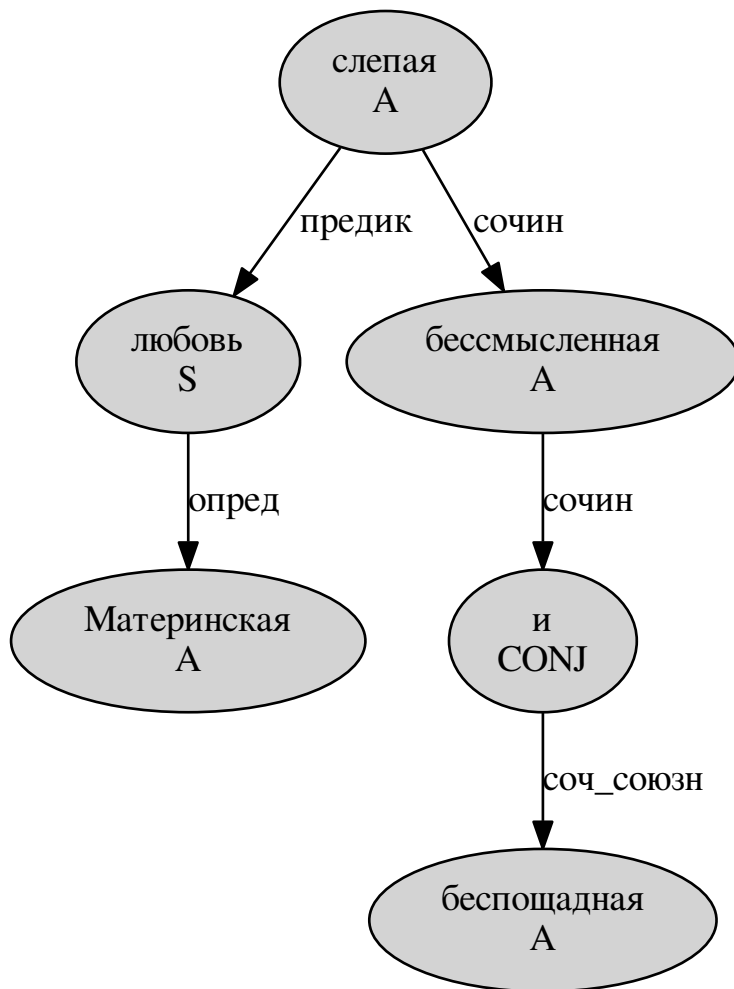 слепая
A
предик
сочин
любовь
S
бессмысленная
A
опред
сочин
Материнская
A
и
CONJ
соч_союзн
беспощадная
A